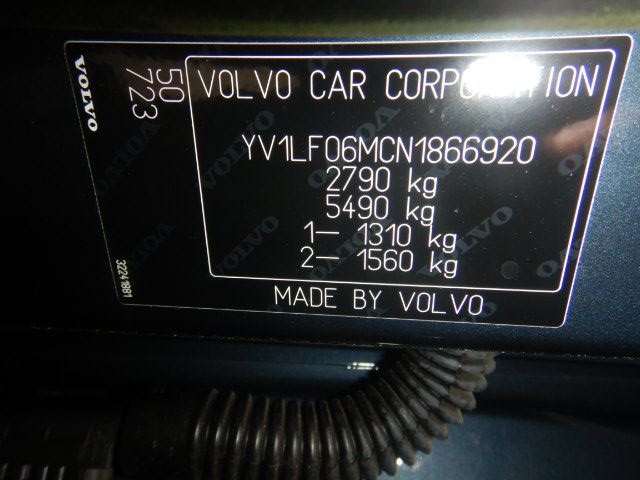 VOLVO
50
723
VOLVO CAR CORPORATION
YV1LF06MCN1866920
2790 kg
5490 kg
1– 1310 kg
2– 1560 kg
MADE BY VOLVO
32241881